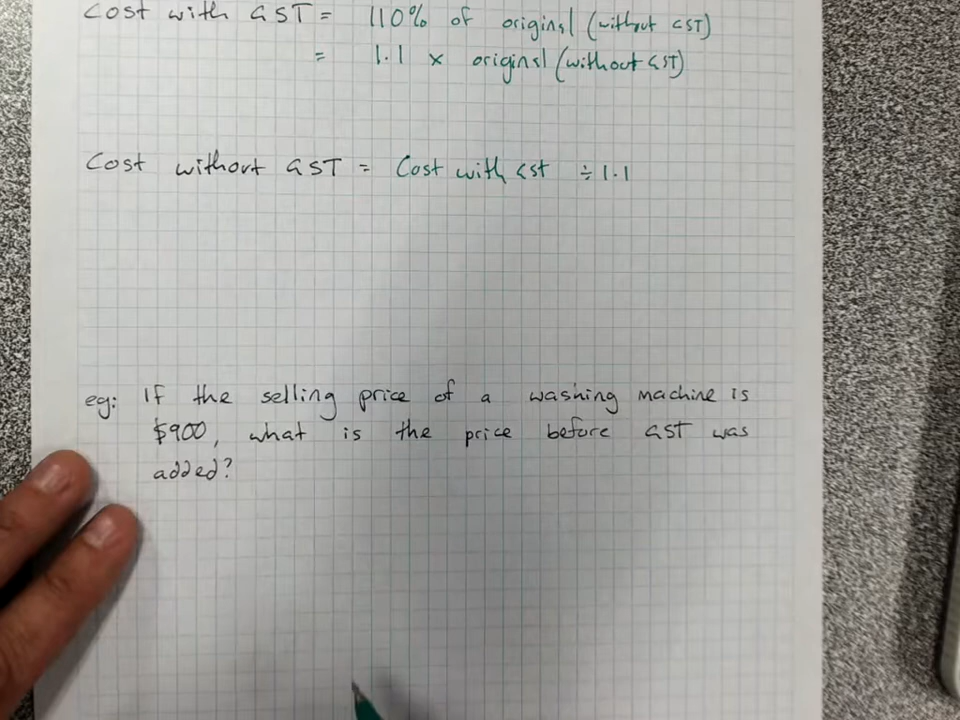 Cost with GST = 110% of original (without GST)
= 1.1 × original (without GST)
Cost without GST = Cost with Gst ÷ 1.1
eg: If the selling price of a washing machine is
$900, what is the price before GST was
added?